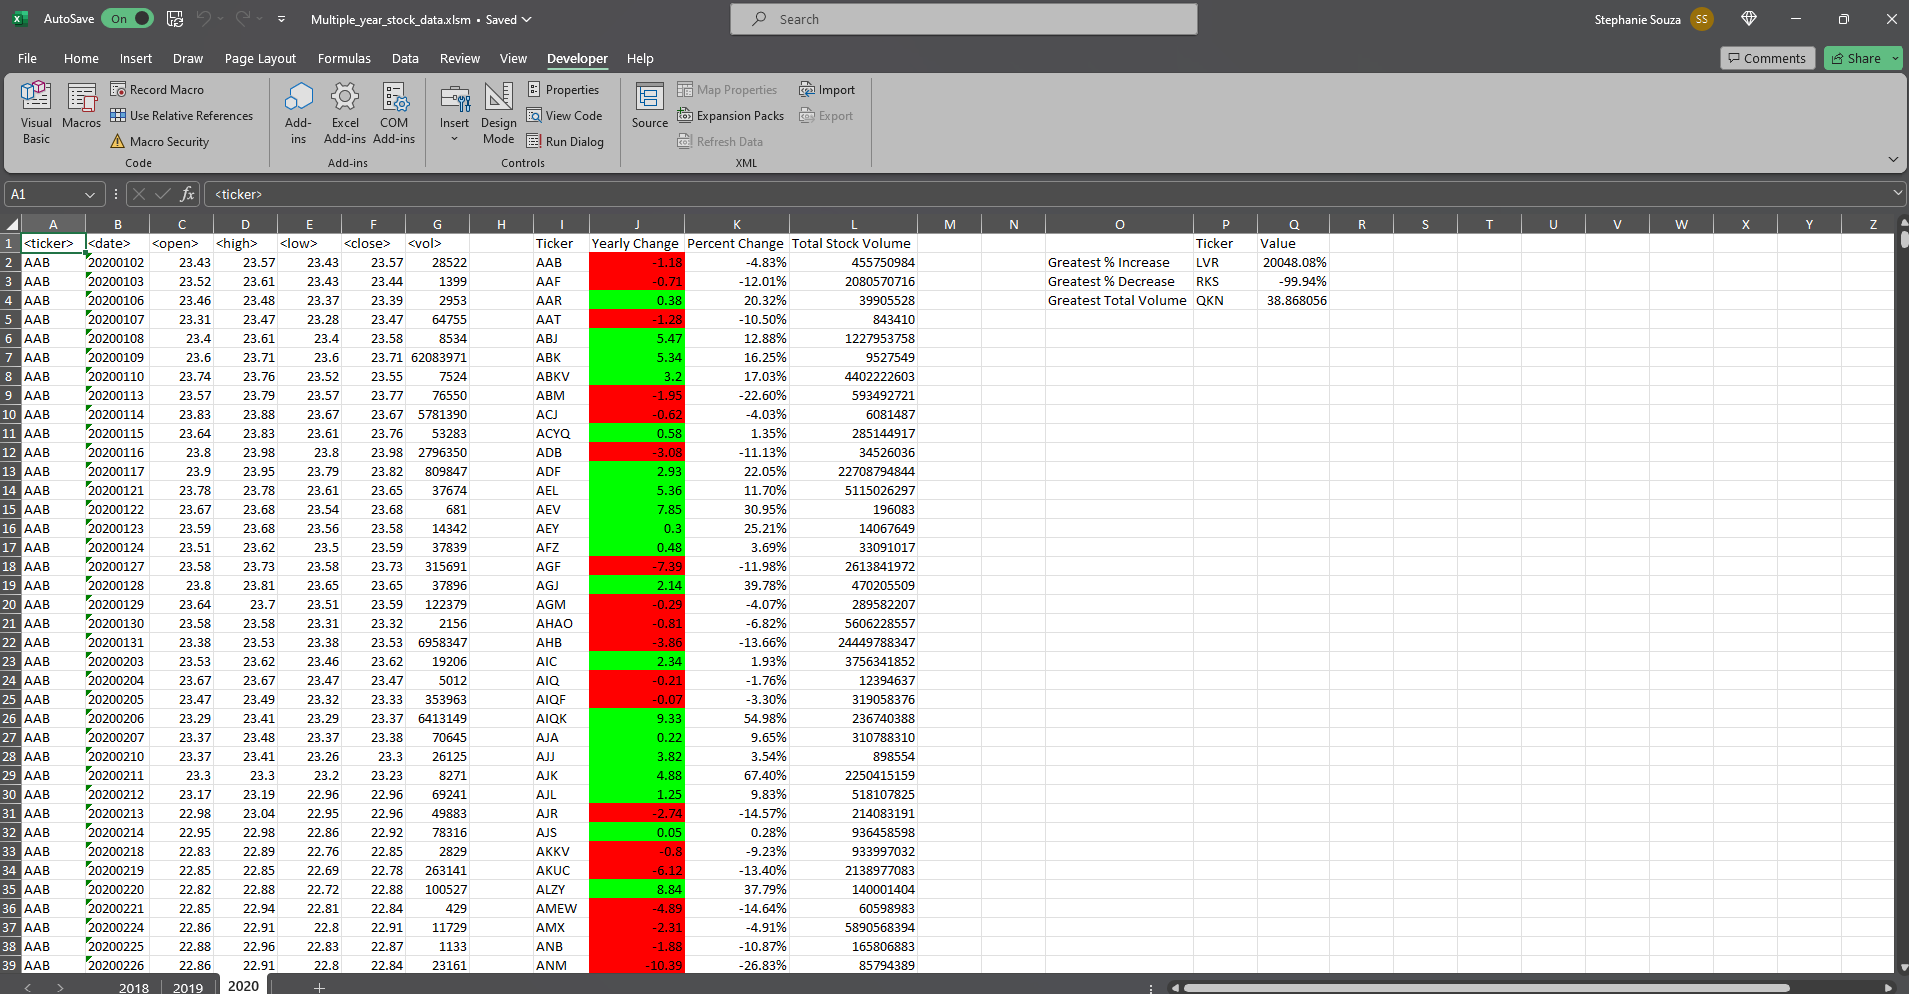 AutoSave On Multiple_year_stock_data.xlsm • Saved Search Stephanie Souza SS
File Home Insert Draw Page Layout Formulas Data Review View Developer Help Comments Share
Visual Basic Macros Record Macro Use Relative References Macro Security Code
Add-ins Excel Add-ins COM Add-ins Add-ins
Insert Design Mode Properties View Code Run Dialog Controls
Source Map Properties Expansion Packs Refresh Data Import Export XML
A1 fx <ticker>
A B C D E F G H I J K L M N O P Q R S T U V W X Y Z
1 <ticker> <date> <open> <high> <low> <close> <vol> Ticker Yearly Change Percent Change Total Stock Volume Ticker Value
2 AAB 20200102 23.43 23.57 23.43 23.57 28522 AAB -1.18 -4.83% 455750984 Greatest % Increase LVR 20048.08%
3 AAB 20200103 23.52 23.61 23.43 23.44 1399 AAF -0.71 -12.01% 2080570716 Greatest % Decrease RKS -99.94%
4 AAB 20200106 23.46 23.48 23.37 23.39 2953 AAR 0.38 20.32% 39905528 Greatest Total Volume QKN 38.868056
5 AAB 20200107 23.31 23.47 23.28 23.47 64755 AAT -1.28 -10.50% 843410
6 AAB 20200108 23.4 23.61 23.4 23.58 8534 ABJ 5.47 12.88% 1227953758
7 AAB 20200109 23.6 23.71 23.6 23.71 62083971 ABK 5.34 16.25% 9527549
8 AAB 20200110 23.74 23.76 23.52 23.55 7524 ABKV 3.2 17.03% 4402222603
9 AAB 20200113 23.57 23.79 23.57 23.77 76550 ABM -1.95 -22.60% 593492721
10 AAB 20200114 23.83 23.88 23.67 23.67 5781390 ACJ -0.62 -4.03% 6081487
11 AAB 20200115 23.64 23.83 23.61 23.76 53283 ACYQ 0.58 1.35% 285144917
12 AAB 20200116 23.8 23.98 23.8 23.98 2796350 ADB -3.08 -11.13% 34526036
13 AAB 20200117 23.9 23.95 23.79 23.82 809847 ADF 2.93 22.05% 22708794844
14 AAB 20200121 23.78 23.78 23.61 23.65 37674 AEL 5.36 11.70% 5115026297
15 AAB 20200122 23.67 23.68 23.54 23.68 681 AEV 7.85 30.95% 196083
16 AAB 20200123 23.59 23.68 23.56 23.58 14342 AEY 0.3 25.21% 14067649
17 AAB 20200124 23.51 23.62 23.5 23.59 37839 AFZ 0.48 3.69% 33091017
18 AAB 20200127 23.58 23.73 23.58 23.73 315691 AGF -7.39 -11.98% 2613841972
19 AAB 20200128 23.8 23.81 23.65 23.65 37896 AGJ 2.14 39.78% 470205509
20 AAB 20200129 23.64 23.7 23.51 23.59 122379 AGM -0.29 -4.07% 289582207
21 AAB 20200130 23.58 23.58 23.31 23.32 2156 AHAO -0.81 -6.82% 5606228557
22 AAB 20200131 23.38 23.53 23.38 23.53 6958347 AHB -3.86 -13.66% 24449788347
23 AAB 20200203 23.53 23.62 23.46 23.62 19206 AIC 2.34 1.93% 3756341852
24 AAB 20200204 23.67 23.67 23.47 23.47 5012 AIQ -0.21 -1.76% 12394637
25 AAB 20200205 23.47 23.49 23.32 23.33 353963 AIQF -0.07 -3.30% 319058376
26 AAB 20200206 23.29 23.41 23.29 23.37 6413149 AIQK 9.33 54.98% 236740388
27 AAB 20200207 23.37 23.48 23.37 23.38 70645 AJA 0.22 9.65% 310788310
28 AAB 20200210 23.37 23.41 23.26 23.3 26125 AJJ 3.82 3.54% 898554
29 AAB 20200211 23.3 23.3 23.2 23.23 8271 AJK 4.88 67.40% 2250415159
30 AAB 20200212 23.17 23.19 22.96 22.96 69241 AJL 1.25 9.83% 518107825
31 AAB 20200213 22.98 23.04 22.95 22.96 49883 AJR -2.74 -14.57% 214083191
32 AAB 20200214 22.95 22.98 22.86 22.92 78316 AJS 0.05 0.28% 936458598
33 AAB 20200218 22.83 22.89 22.76 22.85 2829 AKKV -0.8 -9.23% 933997032
34 AAB 20200219 22.85 22.85 22.69 22.78 263141 AKUC -6.12 -13.40% 2138977083
35 AAB 20200220 22.82 22.88 22.72 22.88 100527 ALZY 8.84 37.79% 140001404
36 AAB 20200221 22.85 22.94 22.81 22.84 429 AMEW -4.89 -14.64% 60598983
37 AAB 20200224 22.86 22.91 22.8 22.91 11729 AMX -2.31 -4.91% 5890568394
38 AAB 20200225 22.88 22.96 22.83 22.87 1133 ANB -1.88 -10.87% 165806883
39 AAB 20200226 22.86 22.91 22.8 22.84 23161 ANM -10.39 -26.83% 85794389
2018 2019 2020